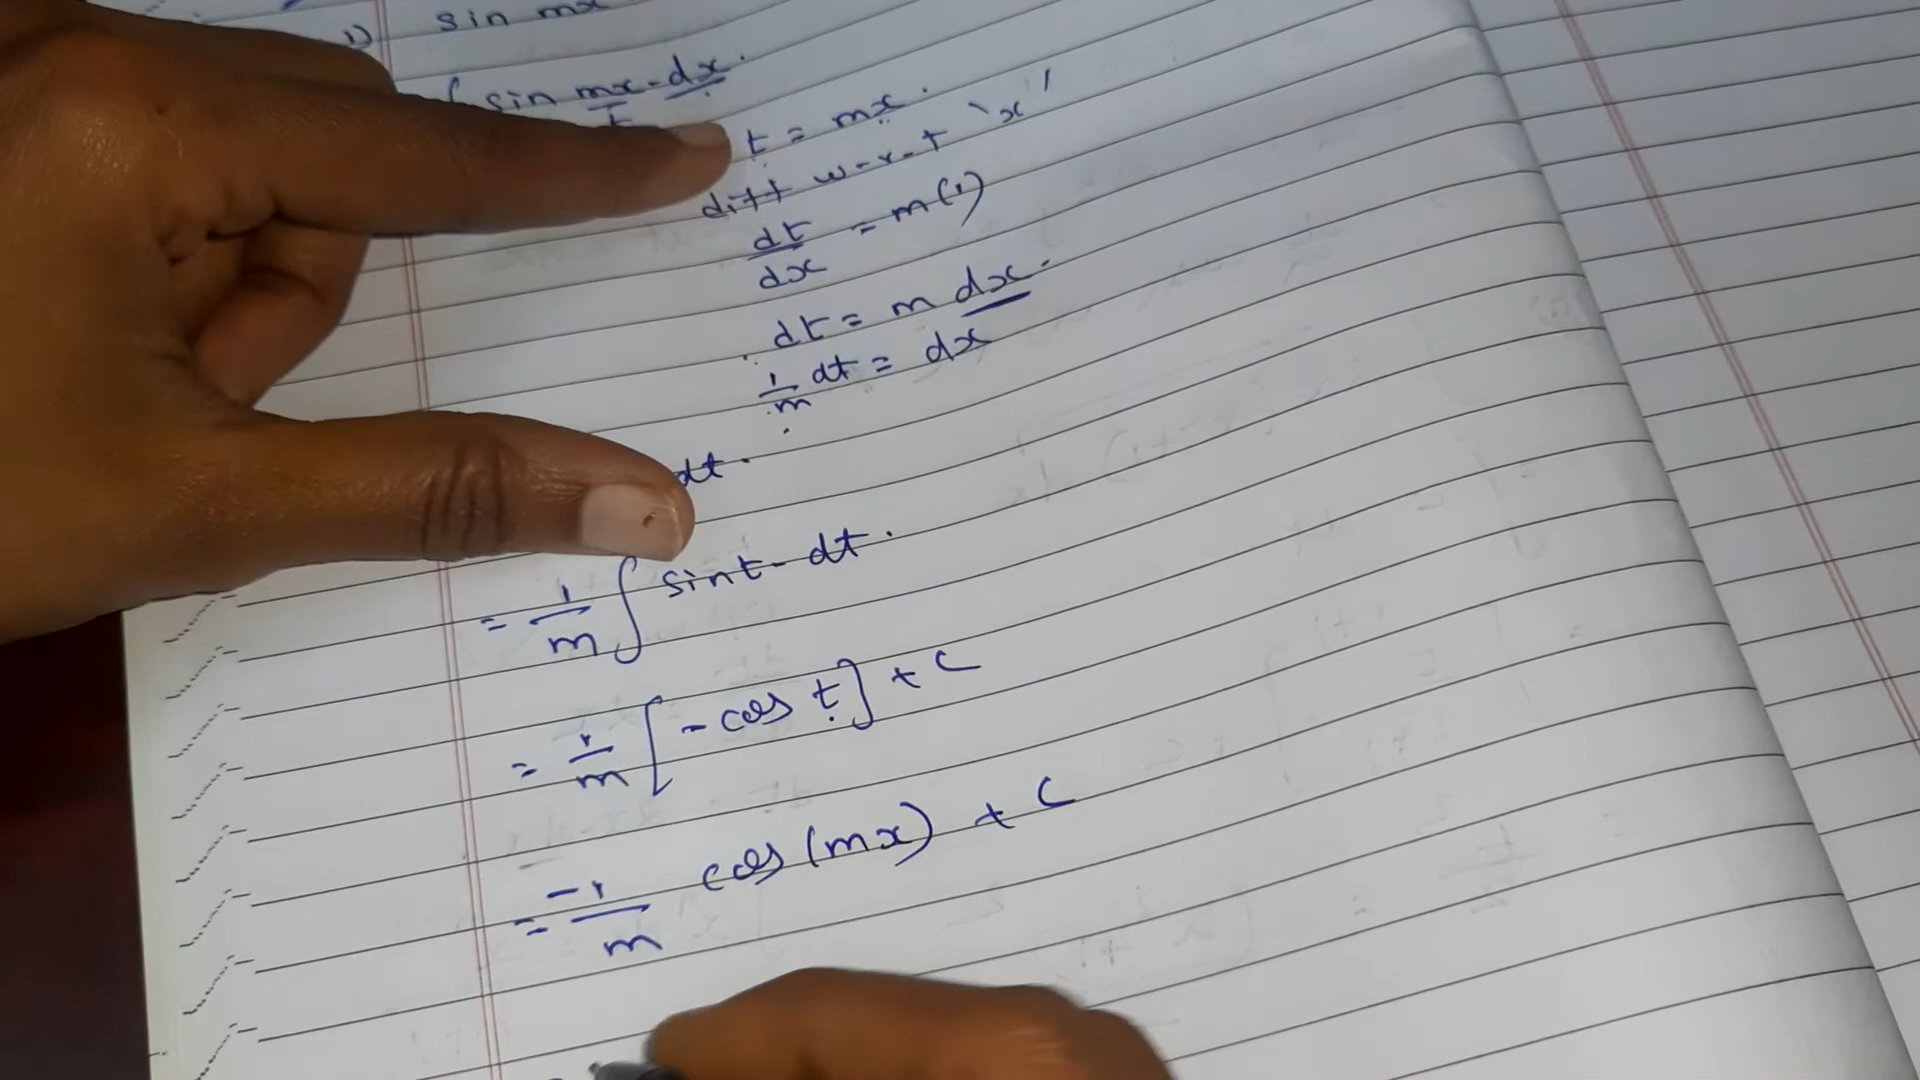 1) sin mx
∫ sin mx - dx.
t
t = mx.
diff w-r-t 'x'
dt/dx = m(1)
dt = m dx.
1/m dt = dx
dt.
= 1/m ∫ sint - dt.
= 1/m [- cos t] + c
= -1/m cos (mx) + c